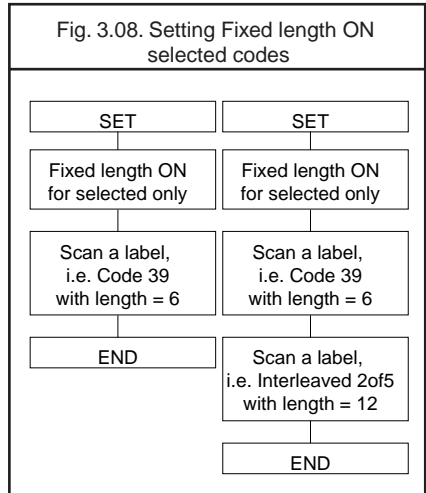 Fig. 3.08. Setting Fixed length ON
selected codes
SET
Fixed length ON
for selected only
Scan a label,
i.e. Code 39
with length = 6
END
SET
Fixed length ON
for selected only
Scan a label,
i.e. Code 39
with length = 6
Scan a label,
i.e. Interleaved 2of5
with length = 12
END